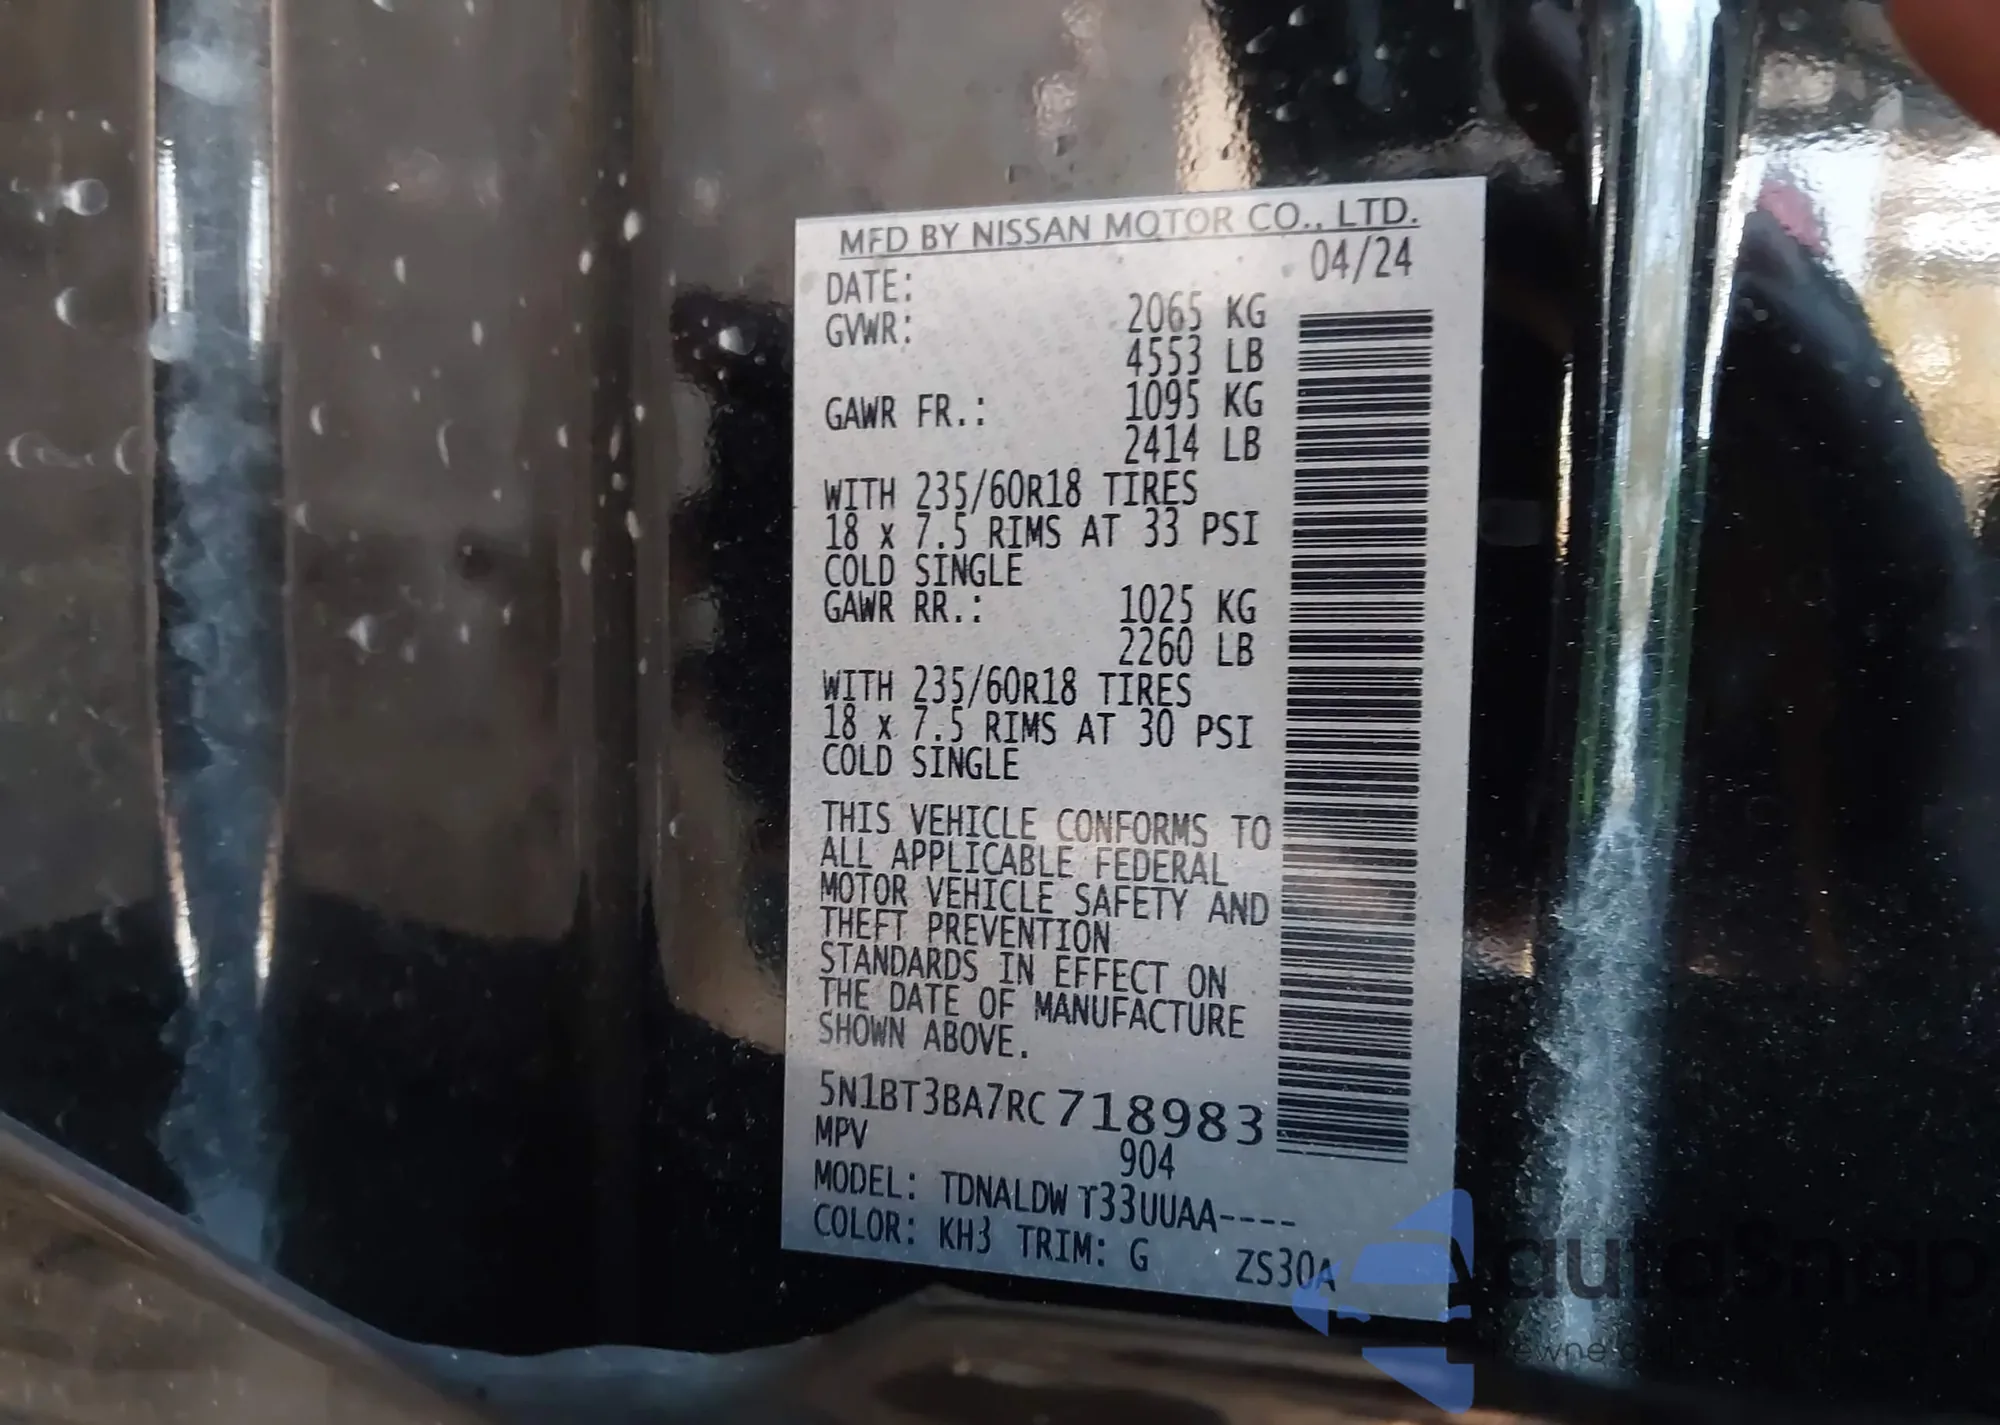 MFD BY NISSAN MOTOR CO., LTD.
DATE: 04/24
GVWR: 2065 KG
4553 LB
GAWR FR.: 1095 KG
2414 LB
WITH 235/60R18 TIRES
18 x 7.5 RIMS AT 33 PSI
COLD SINGLE
GAWR RR.: 1025 KG
2260 LB
WITH 235/60R18 TIRES
18 x 7.5 RIMS AT 30 PSI
COLD SINGLE
THIS VEHICLE CONFORMS TO
ALL APPLICABLE FEDERAL
MOTOR VEHICLE SAFETY AND
THEFT PREVENTION
STANDARDS IN EFFECT ON
THE DATE OF MANUFACTURE
SHOWN ABOVE.
5N1BT3BA7RC718983
MPV 904
MODEL: TDNALDW T33UUAA----
COLOR: KH3 TRIM: G ZS30A
autosnap